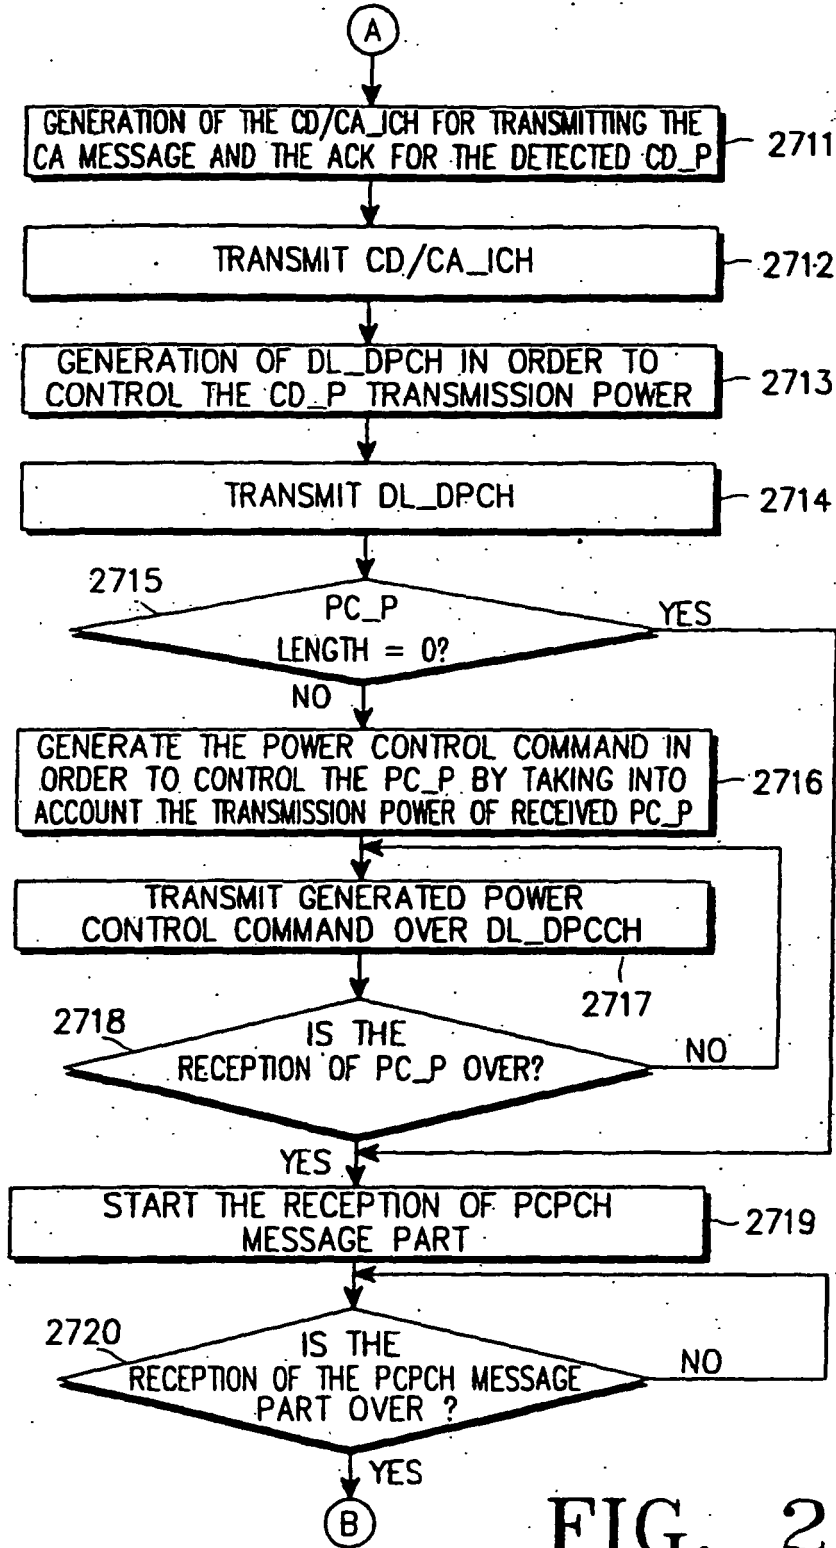 A
GENERATION OF THE CD/CA_ICH FOR TRANSMITTING THE
CA MESSAGE AND THE ACK FOR THE DETECTED CD_P
2711
TRANSMIT CD/CA_ICH
2712
GENERATION OF DL_DPCH IN ORDER TO
CONTROL THE CD_P TRANSMISSION POWER
2713
TRANSMIT DL_DPCH
2714
2715
PC_P
LENGTH = 0?
YES
NO
GENERATE THE POWER CONTROL COMMAND IN
ORDER TO CONTROL THE PC_P BY TAKING INTO
ACCOUNT THE TRANSMISSION POWER OF RECEIVED PC_P
2716
TRANSMIT GENERATED POWER
CONTROL COMMAND OVER DL_DPCCH
2717
2718
IS THE
RECEPTION OF PC_P OVER?
NO
YES
START THE RECEPTION OF PCPCH
MESSAGE PART
2719
2720
IS THE
RECEPTION OF THE PCPCH MESSAGE
PART OVER ?
NO
YES
B
FIG. 2